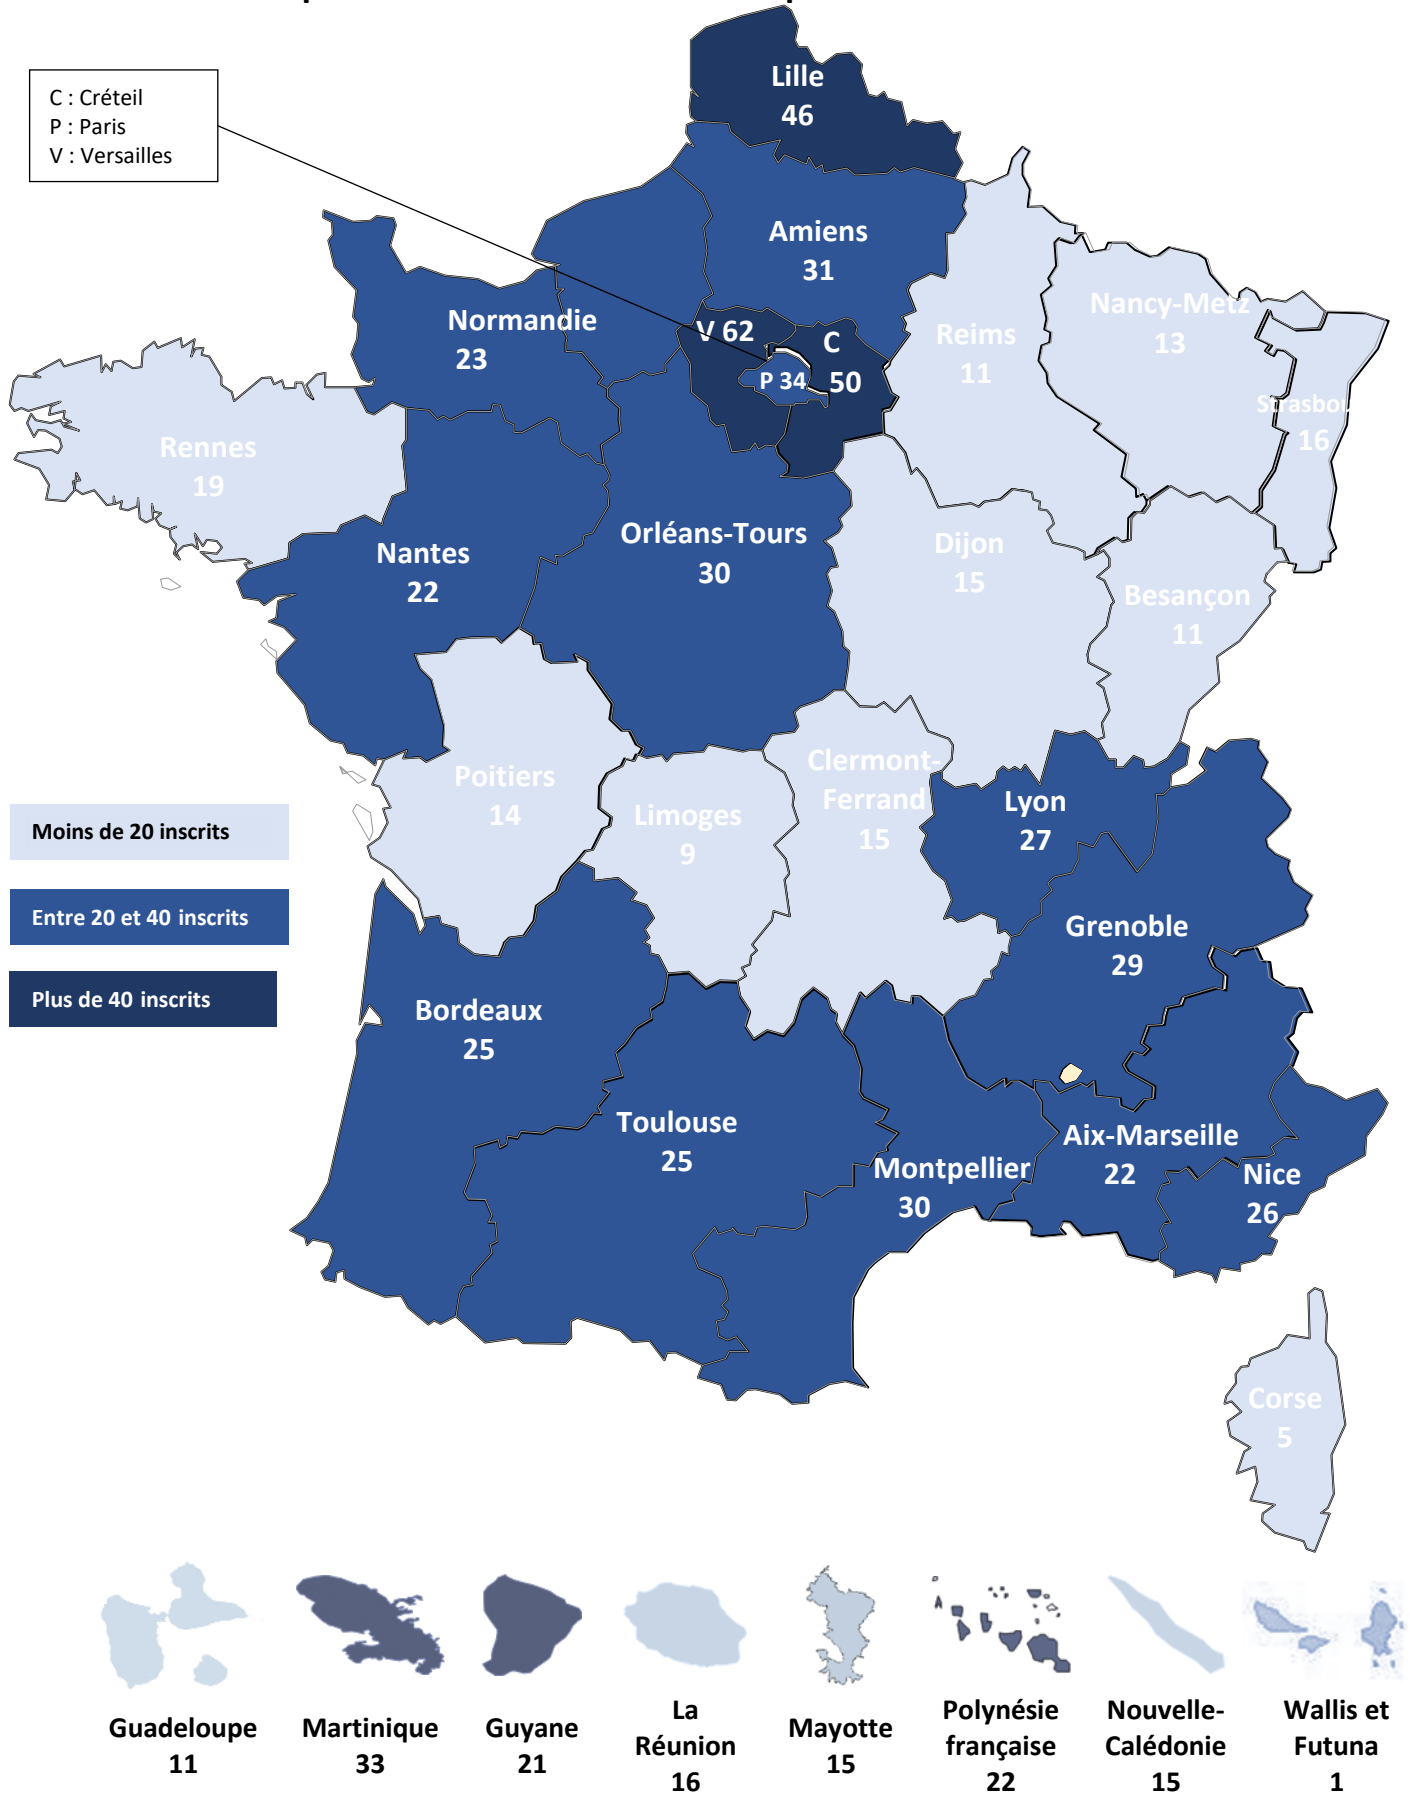 C : Créteil
P : Paris
V : Versailles
Lille
46
Amiens
31
Normandie
23
V 62
C
50
P 34
Reims
11
Nancy-Metz
13
Strasbou
16
Rennes
19
Nantes
22
Orléans-Tours
30
Dijon
15
Besançon
11
Poitiers
14
Limoges
9
Clermont-
Ferrand
15
Lyon
27
Moins de 20 inscrits
Entre 20 et 40 inscrits
Plus de 40 inscrits
Grenoble
29
Bordeaux
25
Toulouse
25
Montpellier
30
Aix-Marseille
22
Nice
26
Corse
5
Guadeloupe
11
Martinique
33
Guyane
21
La
Réunion
16
Mayotte
15
Polynésie
française
22
Nouvelle-
Calédonie
15
Wallis et
Futuna
1